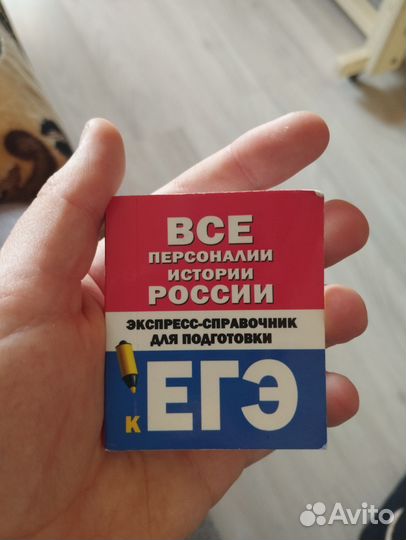 ВСЕ
ПЕРСОНАЛИИ
ИСТОРИИ
РОССИИ
ЭКСПРЕСС-СПРАВОЧНИК
ДЛЯ ПОДГОТОВКИ
К ЕГЭ
Avito